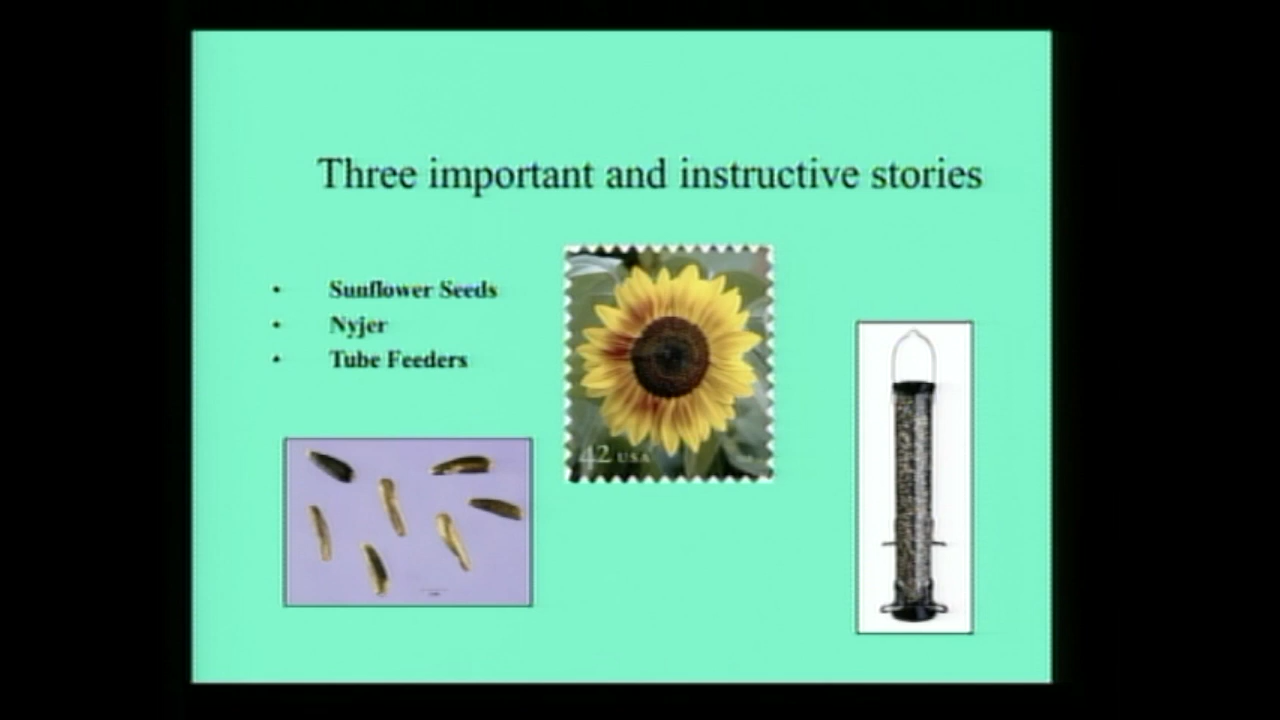 Three important and instructive stories
• Sunflower Seeds
• Nyjer
• Tube Feeders
42 USA